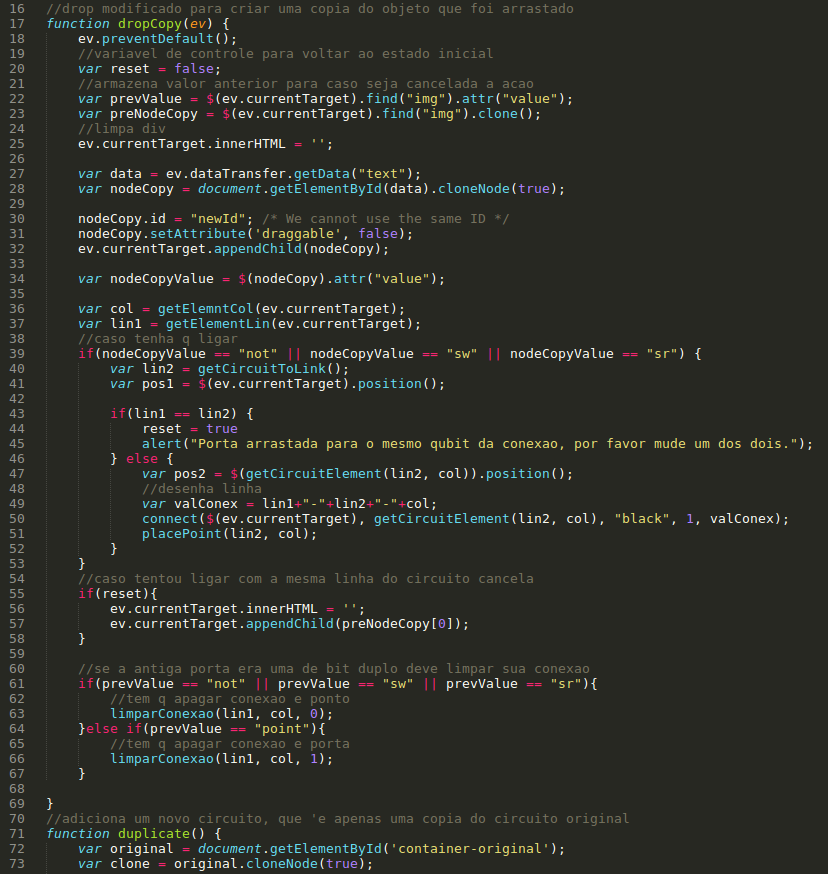 16 //drop modificado para criar uma copia do objeto que foi arrastado
17 function dropCopy(ev) {
18     ev.preventDefault();
19     //variavel de controle para voltar ao estado inicial
20     var reset = false;
21     //armazena valor anterior para caso seja cancelada a acao
22     var prevValue = $(ev.currentTarget).find("img").attr("value");
23     var preNodeCopy = $(ev.currentTarget).find("img").clone();
24     //limpa div
25     ev.currentTarget.innerHTML = '';
26
27     var data = ev.dataTransfer.getData("text");
28     var nodeCopy = document.getElementById(data).cloneNode(true);
29
30     nodeCopy.id = "newId"; /* We cannot use the same ID */
31     nodeCopy.setAttribute('draggable', false);
32     ev.currentTarget.appendChild(nodeCopy);
33
34     var nodeCopyValue = $(nodeCopy).attr("value");
35
36     var col = getElemntCol(ev.currentTarget);
37     var lin1 = getElementLin(ev.currentTarget);
38     //caso tenha q ligar
39     if(nodeCopyValue == "not" || nodeCopyValue == "sw" || nodeCopyValue == "sr") {
40         var lin2 = getCircuitToLink();
41         var pos1 = $(ev.currentTarget).position();
42
43         if(lin1 == lin2) {
44             reset = true
45             alert("Porta arrastada para o mesmo qubit da conexao, por favor mude um dos dois.");
46         } else {
47             var pos2 = $(getCircuitElement(lin2, col)).position();
48             //desenha linha
49             var valConex = lin1+"-"+lin2+"-"+col;
50             connect($(ev.currentTarget), getCircuitElement(lin2, col), "black", 1, valConex);
51             placePoint(lin2, col);
52         }
53     }
54     //caso tentou ligar com a mesma linha do circuito cancela
55     if(reset){
56         ev.currentTarget.innerHTML = '';
57         ev.currentTarget.appendChild(preNodeCopy[0]);
58     }
59
60     //se a antiga porta era uma de bit duplo deve limpar sua conexao
61     if(prevValue == "not" || prevValue == "sw" || prevValue == "sr"){
62         //tem q apagar conexao e ponto
63         limparConexao(lin1, col, 0);
64     }else if(prevValue == "point"){
65         //tem q apagar conexao e porta
66         limparConexao(lin1, col, 1);
67     }
68
69 }
70 //adiciona um novo circuito, que 'e apenas uma copia do circuito original
71 function duplicate() {
72     var original = document.getElementById('container-original');
73     var clone = original.cloneNode(true);